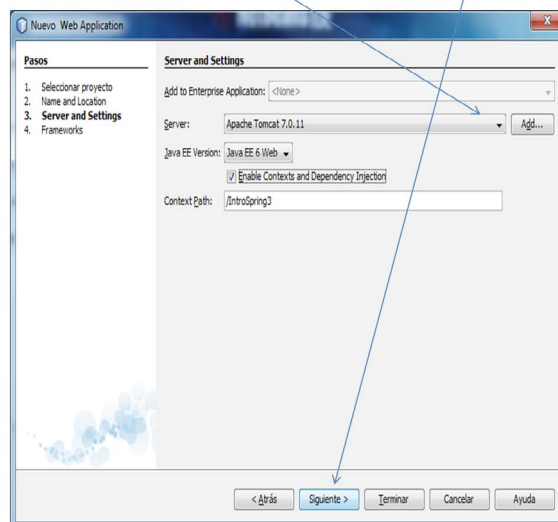 Nuevo Web Application
Pasos
1. Seleccionar proyecto
2. Name and Location
3. Server and Settings
4. Frameworks
Server and Settings
Add to Enterprise Application: <None>
Server: Apache Tomcat 7.0.11 Add...
Java EE Version: Java EE 6 Web
Enable Contexts and Dependency Injection
Context Path: /IntroSpring3
< Atrás Siguiente > Terminar Cancelar Ayuda